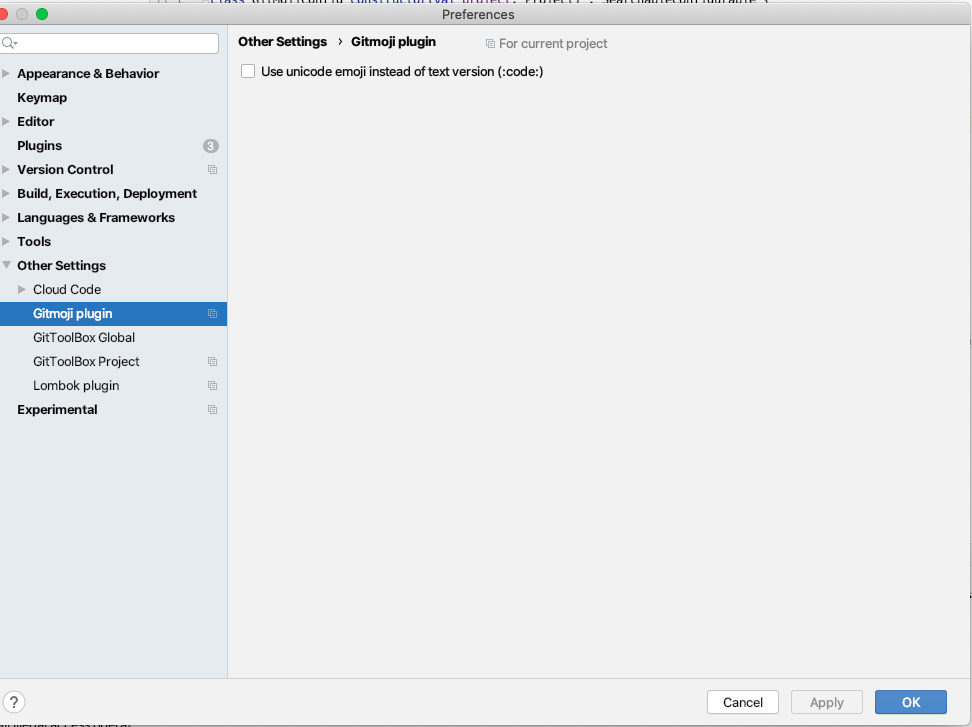 Preferences
Other Settings › Gitmoji plugin For current project
Use unicode emoji instead of text version (:code:)
Appearance & Behavior
Keymap
Editor
Plugins 3
Version Control
Build, Execution, Deployment
Languages & Frameworks
Tools
Other Settings
Cloud Code
Gitmoji plugin
GitToolBox Global
GitToolBox Project
Lombok plugin
Experimental
?
Cancel
Apply
OK